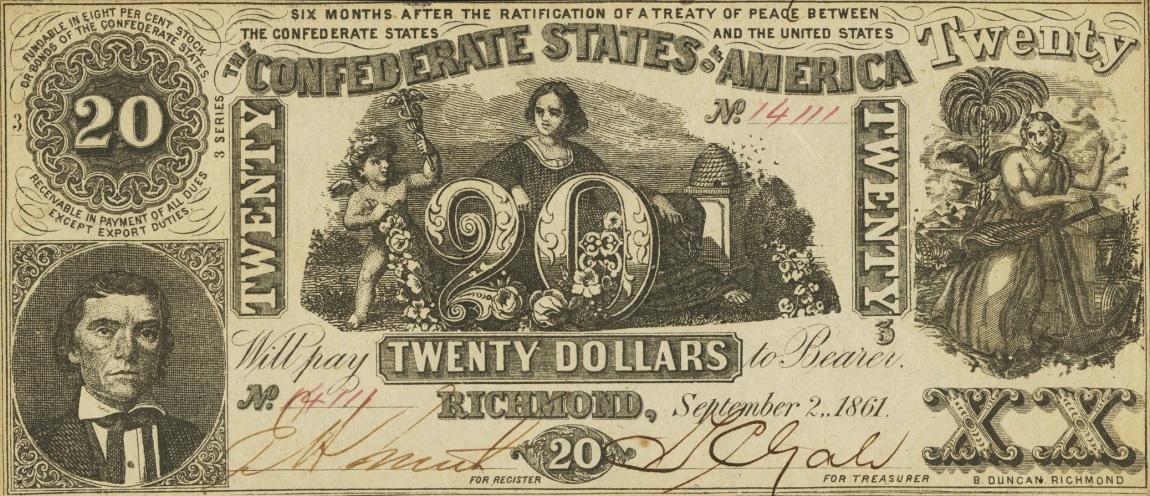 SIX MONTHS AFTER THE RATIFICATION OF A TREATY OF PEACE BETWEEN
THE CONFEDERATE STATES AND THE UNITED STATES
THE CONFEDERATE STATES OF AMERICA
Twenty
FUNDABLE IN EIGHT PER CENT STOCK
OR BONDS OF THE CONFEDERATE STATES.
20
3
3 SERIES
RECEIVABLE IN PAYMENT OF ALL DUES
EXCEPT EXPORT DUTIES.
No. 14111
TWENTY
TWENTY
20
3
Will pay TWENTY DOLLARS to Bearer.
No. 14111
RICHMOND, September 2,, 1861.
20
FOR REGISTER
FOR TREASURER
XX
B. DUNCAN, RICHMOND